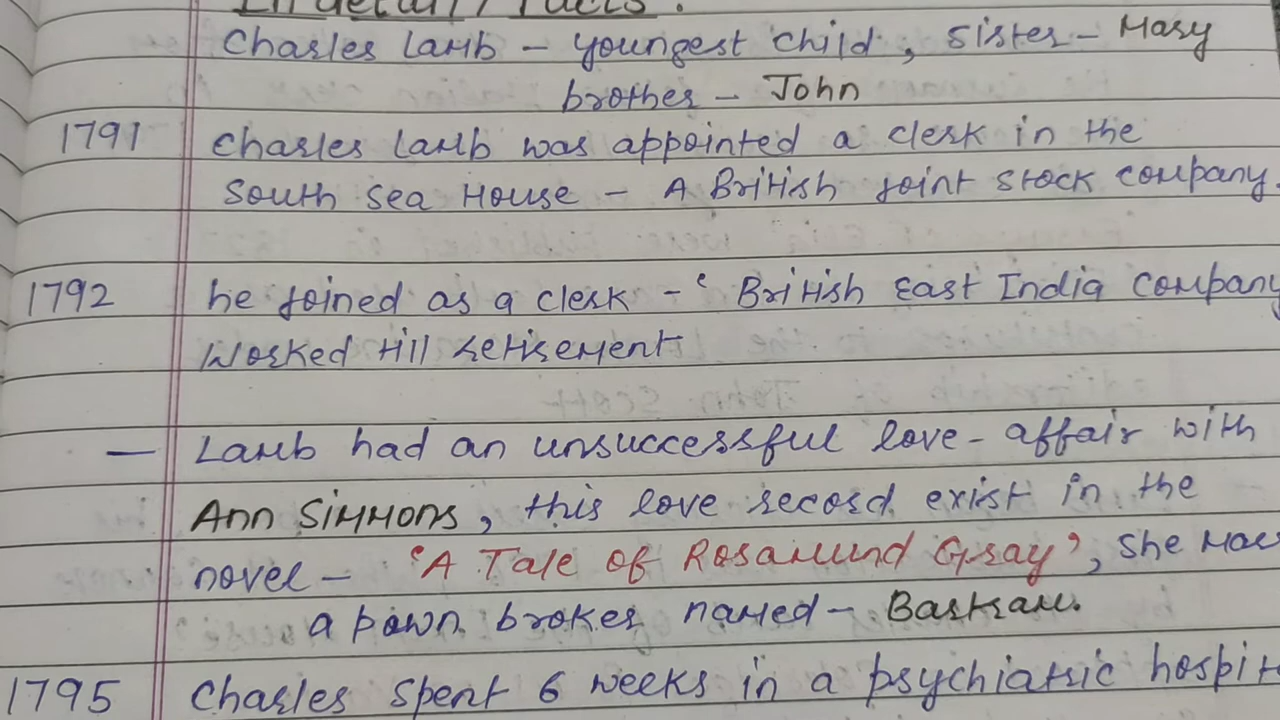 In detail / Facts :
Charles Lamb - youngest child, sister - Mary
brother - John
1791 Charles Lamb was appointed a clerk in the
South Sea House - A British joint stock company.
1792 he joined as a clerk - ' British East India Company
Worked till retirement
— Lamb had an unsuccessful love-affair with
Ann Simmons, this love record exist in the
novel - 'A Tale of Rosamund Gray', she
a pawn broker named - Bartram.
1795 Charles spent 6 weeks in a psychiatric